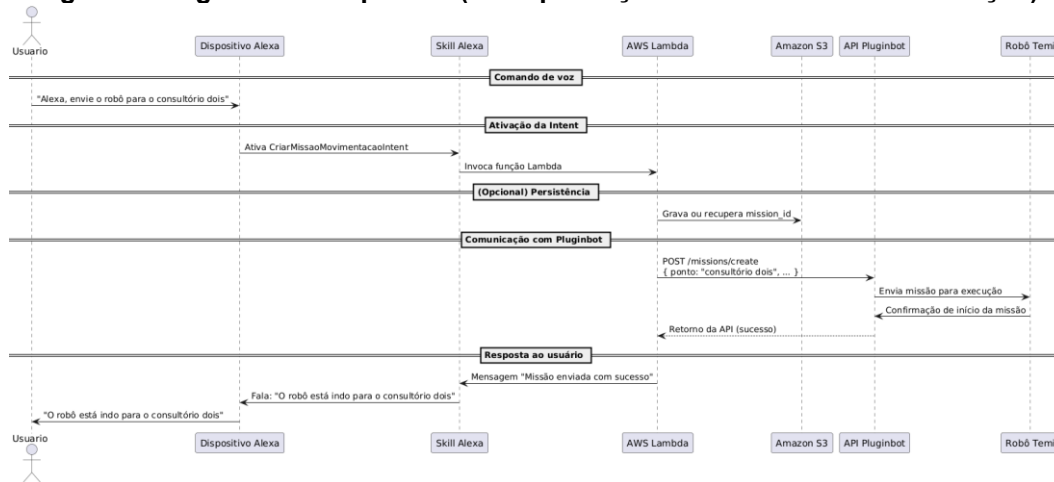 Usuario
Dispositivo Alexa
Skill Alexa
AWS Lambda
Amazon S3
API Pluginbot
Robô Temi
Comando de voz
"Alexa, envie o robô para o consultório dois"
Ativação da Intent
Ativa CriarMissaoMovimentacaoIntent
Invoca função Lambda
(Opcional) Persistência
Grava ou recupera mission_id
Comunicação com Pluginbot
POST /missions/create
{ ponto: "consultório dois", ... }
Envia missão para execução
Confirmação de início da missão
Retorno da API (sucesso)
Resposta ao usuário
Mensagem "Missão enviada com sucesso"
Fala: "O robô está indo para o consultório dois"
"O robô está indo para o consultório dois"
Usuario
Dispositivo Alexa
Skill Alexa
AWS Lambda
Amazon S3
API Pluginbot
Robô Temi